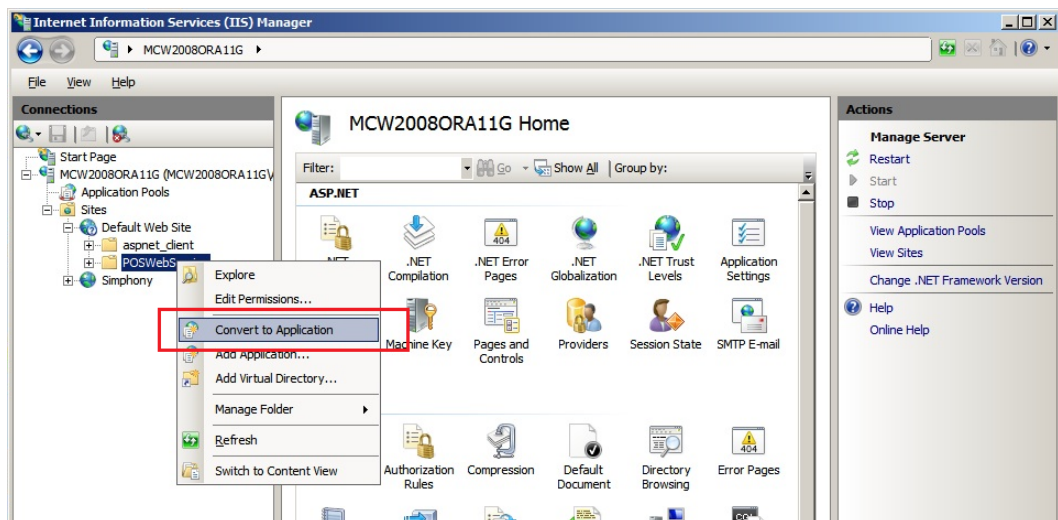 Internet Information Services (IIS) Manager
MCW2008ORA11G
File View Help
Connections
Start Page
MCW2008ORA11G (MCW2008ORA11G\
Application Pools
Sites
Default Web Site
aspnet_client
Simphony
Explore
Edit Permissions...
Convert to Application
Add Application...
Add Virtual Directory...
Manage Folder
Refresh
Switch to Content View
MCW2008ORA11G Home
Filter: Go Show All Group by:
ASP.NET
.NET Compilation
.NET Error Pages
.NET Globalization
.NET Trust Levels
Application Settings
Machine Key
Pages and Controls
Providers
Session State
SMTP E-mail
Authorization Rules
Compression
Default Document
Directory Browsing
Error Pages
Actions
Manage Server
Restart
Start
Stop
View Application Pools
View Sites
Change .NET Framework Version
Help
Online Help